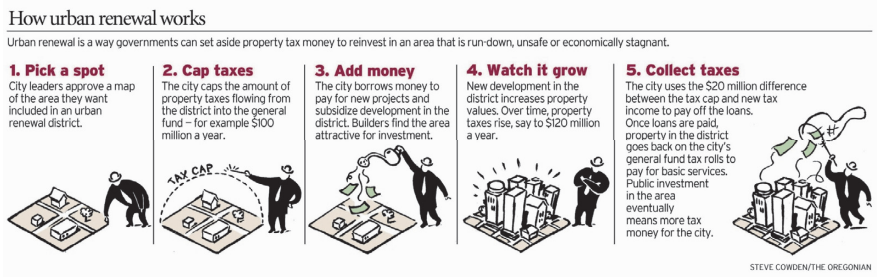 How urban renewal works
Urban renewal is a way governments can set aside property tax money to reinvest in an area that is run-down, unsafe or economically stagnant.
1. Pick a spot
City leaders approve a map
of the area they want
included in an urban
renewal district.
2. Cap taxes
The city caps the amount of
property taxes flowing from
the district into the general
fund – for example $100
million a year.
TAX CAP
3. Add money
The city borrows money to
pay for new projects and
subsidize development in the
district. Builders find the area
attractive for investment.
4. Watch it grow
New development in the
district increases property
values. Over time, property
taxes rise, say to $120 million
a year.
5. Collect taxes
The city uses the $20 million difference
between the tax cap and new tax
income to pay off the loans.
Once loans are paid,
property in the district
goes back on the city's
general fund tax rolls to
pay for basic services.
Public investment
in the area
eventually
means more tax
money for the city.
STEVE COWDEN/THE OREGONIAN